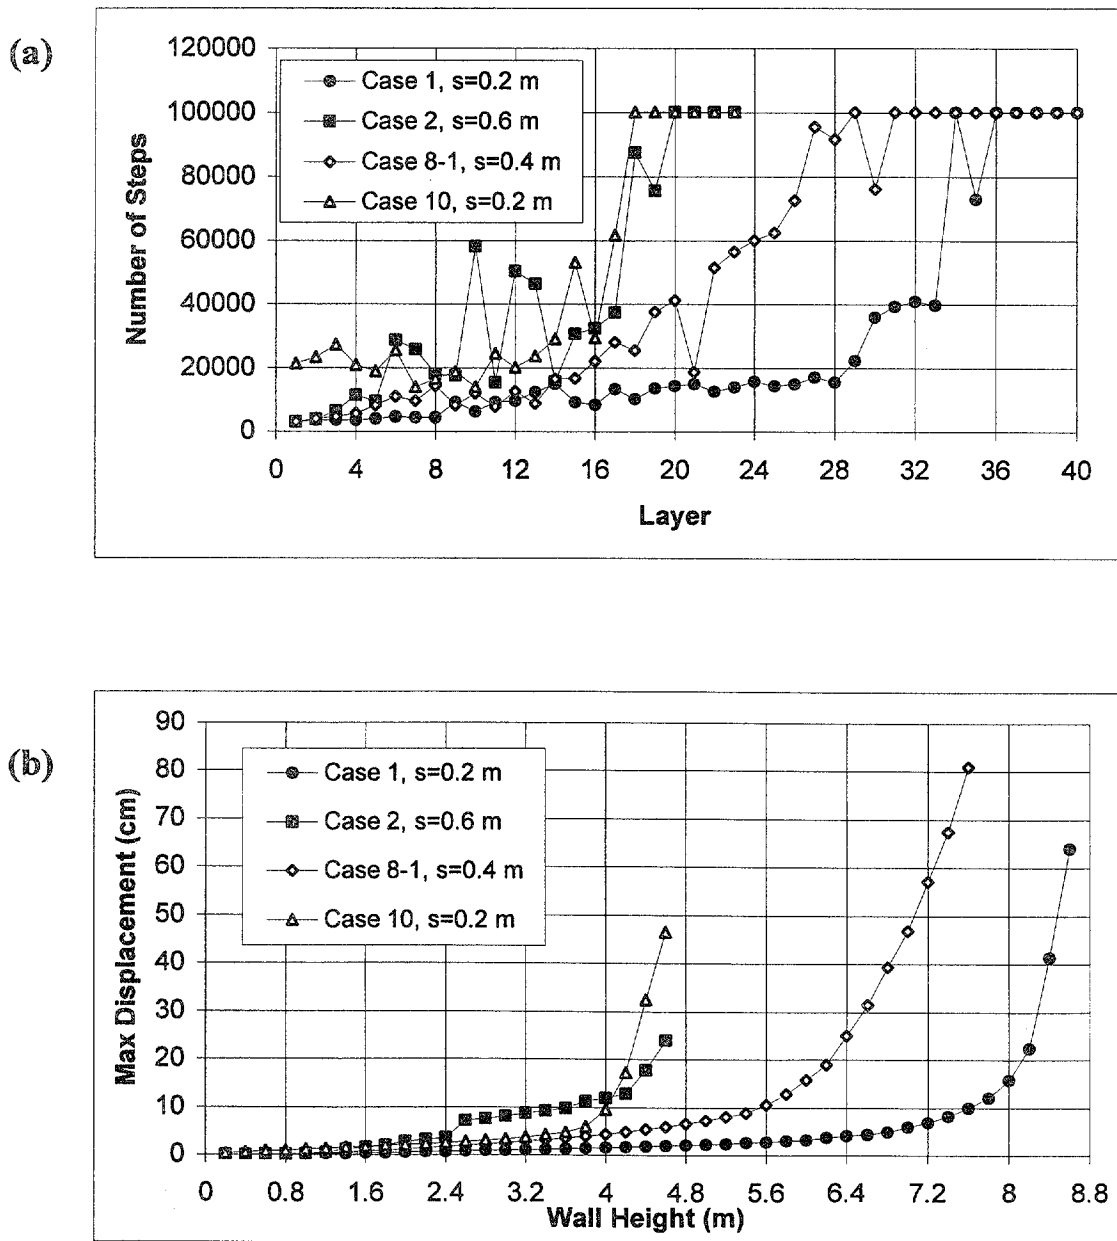 (a)
120000
100000
80000
60000
40000
20000
0
Number of Steps
Case 1, s=0.2 m
Case 2, s=0.6 m
Case 8-1, s=0.4 m
Case 10, s=0.2 m
0 4 8 12 16 20 24 28 32 36 40
Layer
(b)
90
80
70
60
50
40
30
20
10
0
Max Displacement (cm)
Case 1, s=0.2 m
Case 2, s=0.6 m
Case 8-1, s=0.4 m
Case 10, s=0.2 m
0 0.8 1.6 2.4 3.2 4 4.8 5.6 6.4 7.2 8 8.8
Wall Height (m)